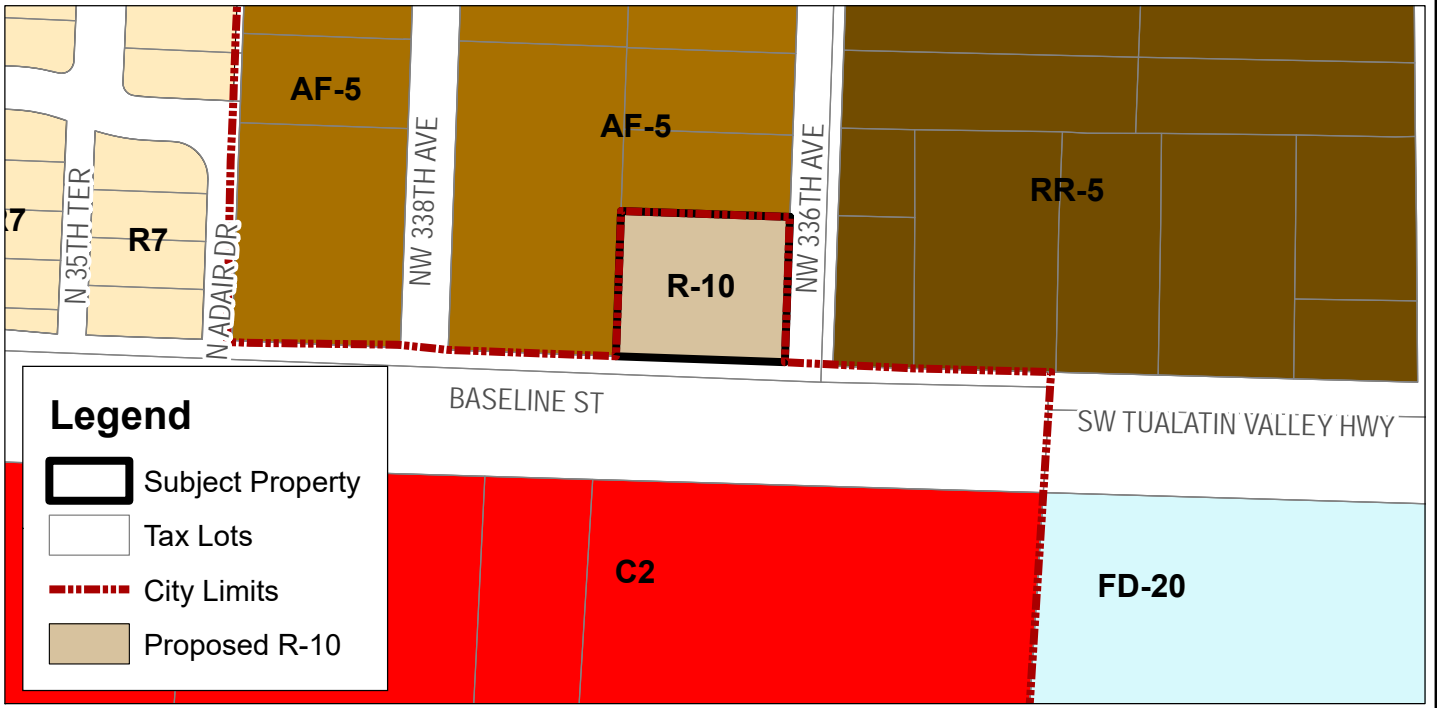 AF-5
AF-5
NW 338TH AVE
NW 336TH AVE
RR-5
N 35TH TER
R7
R7
N ADAIR DR
R-10
BASELINE ST
SW TUALATIN VALLEY HWY
Legend
Subject Property
Tax Lots
City Limits
Proposed R-10
C2
FD-20